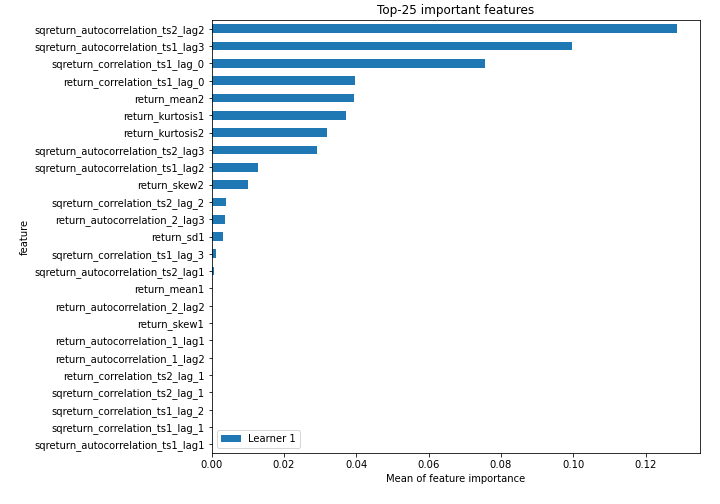 Top-25 important features
sqreturn_autocorrelation_ts2_lag2
sqreturn_autocorrelation_ts1_lag3
sqreturn_correlation_ts1_lag_0
return_correlation_ts1_lag_0
return_mean2
return_kurtosis1
return_kurtosis2
sqreturn_autocorrelation_ts2_lag3
sqreturn_autocorrelation_ts1_lag2
return_skew2
sqreturn_correlation_ts2_lag_2
return_autocorrelation_2_lag3
return_sd1
sqreturn_correlation_ts1_lag_3
sqreturn_autocorrelation_ts2_lag1
return_mean1
return_autocorrelation_2_lag2
return_skew1
return_autocorrelation_1_lag1
return_autocorrelation_1_lag2
return_correlation_ts2_lag_1
sqreturn_correlation_ts2_lag_1
sqreturn_correlation_ts1_lag_2
sqreturn_correlation_ts1_lag_1
sqreturn_autocorrelation_ts1_lag1
feature
Learner 1
0.00 0.02 0.04 0.06 0.08 0.10 0.12
Mean of feature importance